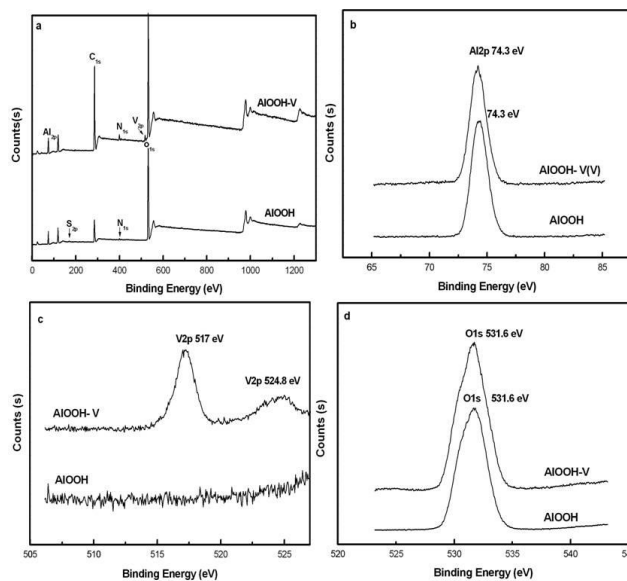 a
C1s
AlOOH-V
Al2p
N1s
V2p
O1s
S2p
N1s
AlOOH
Counts(s)
0 200 400 600 800 1000 1200
Binding Energy (eV)
b
Al2p 74.3 eV
74.3 eV
AlOOH- V(V)
AlOOH
Counts (s)
65 70 75 80 85
Binding Energy (eV)
c
V2p 517 eV
V2p 524.8 eV
AlOOH- V
AlOOH
Counts (s)
505 510 515 520 525
Binding Energy (eV)
d
O1s 531.6 eV
O1s 531.6 eV
AlOOH-V
AlOOH
Counts (s)
520 525 530 535 540 545
Binding Energy (eV)